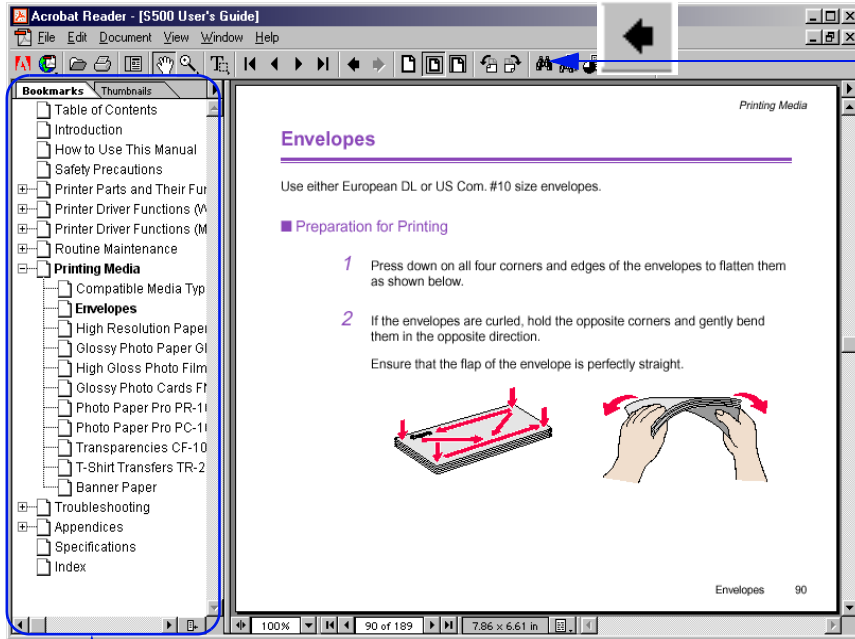 Acrobat Reader - [S500 User's Guide]
File Edit Document View Window Help
Bookmarks Thumbnails
Table of Contents
Introduction
How to Use This Manual
Safety Precautions
Printer Parts and Their Fur
Printer Driver Functions (W
Printer Driver Functions (M
Routine Maintenance
Printing Media
Compatible Media Typ
Envelopes
High Resolution Paper
Glossy Photo Paper Gl
High Gloss Photo Film
Glossy Photo Cards F
Photo Paper Pro PR-1
Photo Paper Pro PC-1
Transparencies CF-10
T-Shirt Transfers TR-2
Banner Paper
Troubleshooting
Appendices
Specifications
Index
Printing Media
Envelopes
Use either European DL or US Com. #10 size envelopes.
Preparation for Printing
1 Press down on all four corners and edges of the envelopes to flatten them
as shown below.
2 If the envelopes are curled, hold the opposite corners and gently bend
them in the opposite direction.
Ensure that the flap of the envelope is perfectly straight.
Envelopes 90
100% 90 of 189 7.86 × 6.61 in